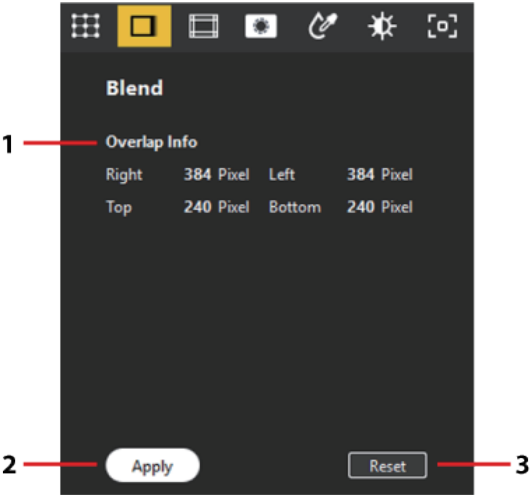 Blend
1 Overlap Info
Right 384 Pixel Left 384 Pixel
Top 240 Pixel Bottom 240 Pixel
2 Apply Reset 3